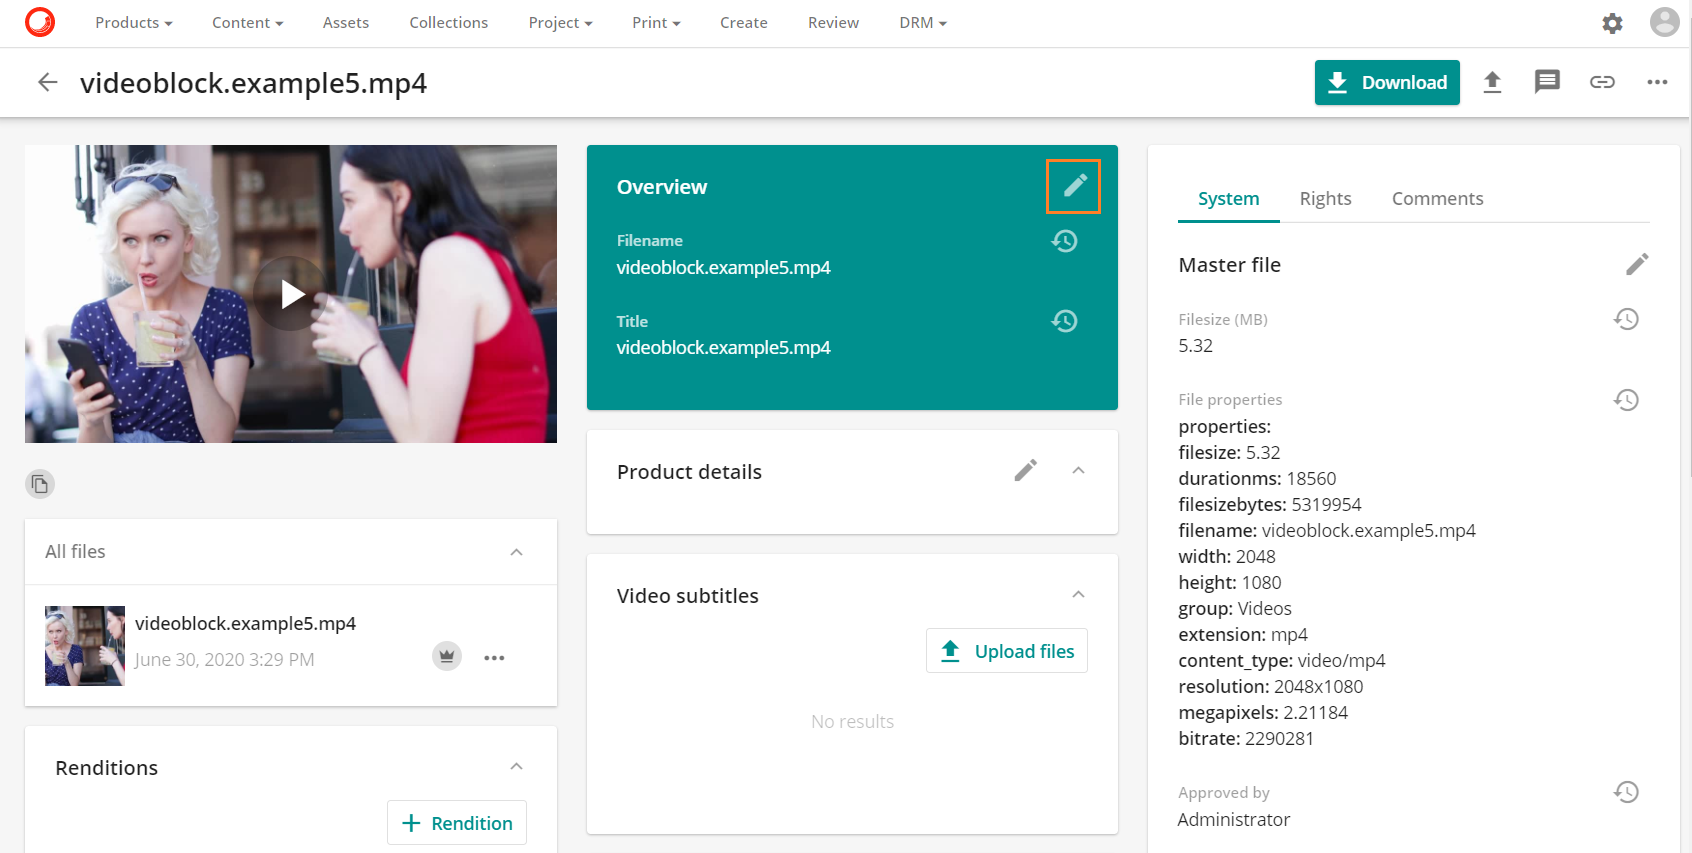 Products
Content
Assets
Collections
Project
Print
Create
Review
DRM
videoblock.example5.mp4
Download
All files
videoblock.example5.mp4
June 30, 2020 3:29 PM
Renditions
Rendition
Overview
Filename
videoblock.example5.mp4
Title
videoblock.example5.mp4
Product details
Video subtitles
Upload files
No results
System
Rights
Comments
Master file
Filesize (MB)
5.32
File properties
properties:
filesize: 5.32
durationms: 18560
filesizebytes: 5319954
filename: videoblock.example5.mp4
width: 2048
height: 1080
group: Videos
extension: mp4
content_type: video/mp4
resolution: 2048x1080
megapixels: 2.21184
bitrate: 2290281
Approved by
Administrator